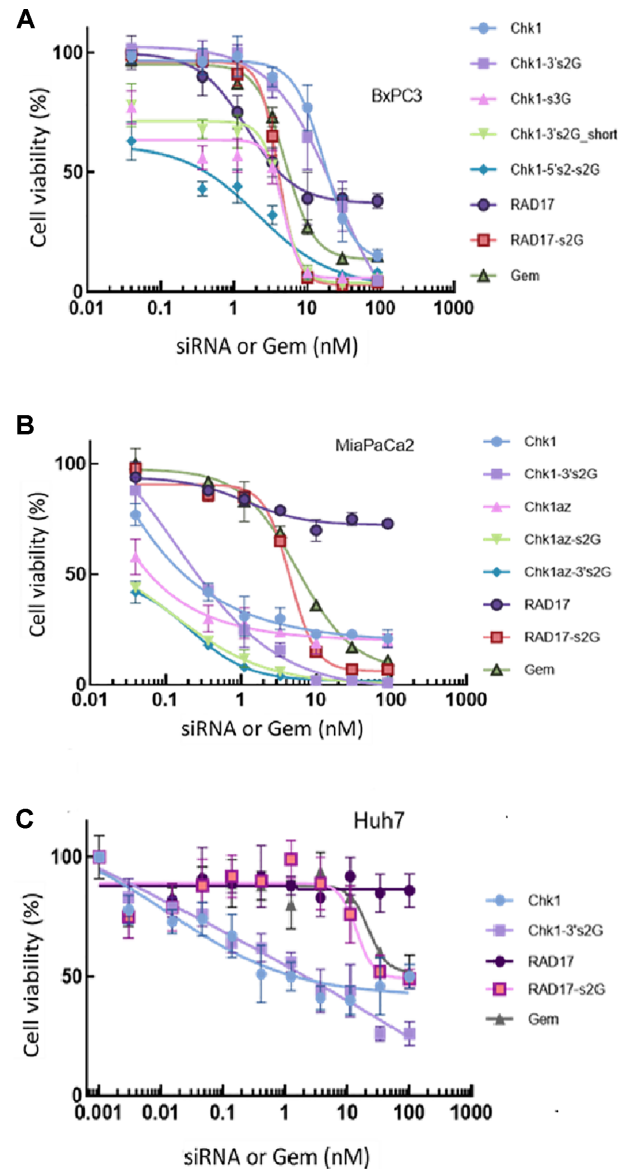 A
BxPC3
Cell viability (%)
100
50
0
0.01 0.1 1 10 100 1000
siRNA or Gem (nM)
Chk1
Chk1-3's2G
Chk1-s3G
Chk1-3's2G_short
Chk1-5's2-s2G
RAD17
RAD17-s2G
Gem
B
MiaPaCa2
Cell viability (%)
100
50
0
0.01 0.1 1 10 100 1000
siRNA or Gem (nM)
Chk1
Chk1-3's2G
Chk1az
Chk1az-s2G
Chk1az-3's2G
RAD17
RAD17-s2G
Gem
C
Huh7
Cell viability (%)
100
50
0
0.001 0.01 0.1 1 10 100
siRNA or Gem (nM)
Chk1
Chk1-3's2G
RAD17
RAD17-s2G
Gem